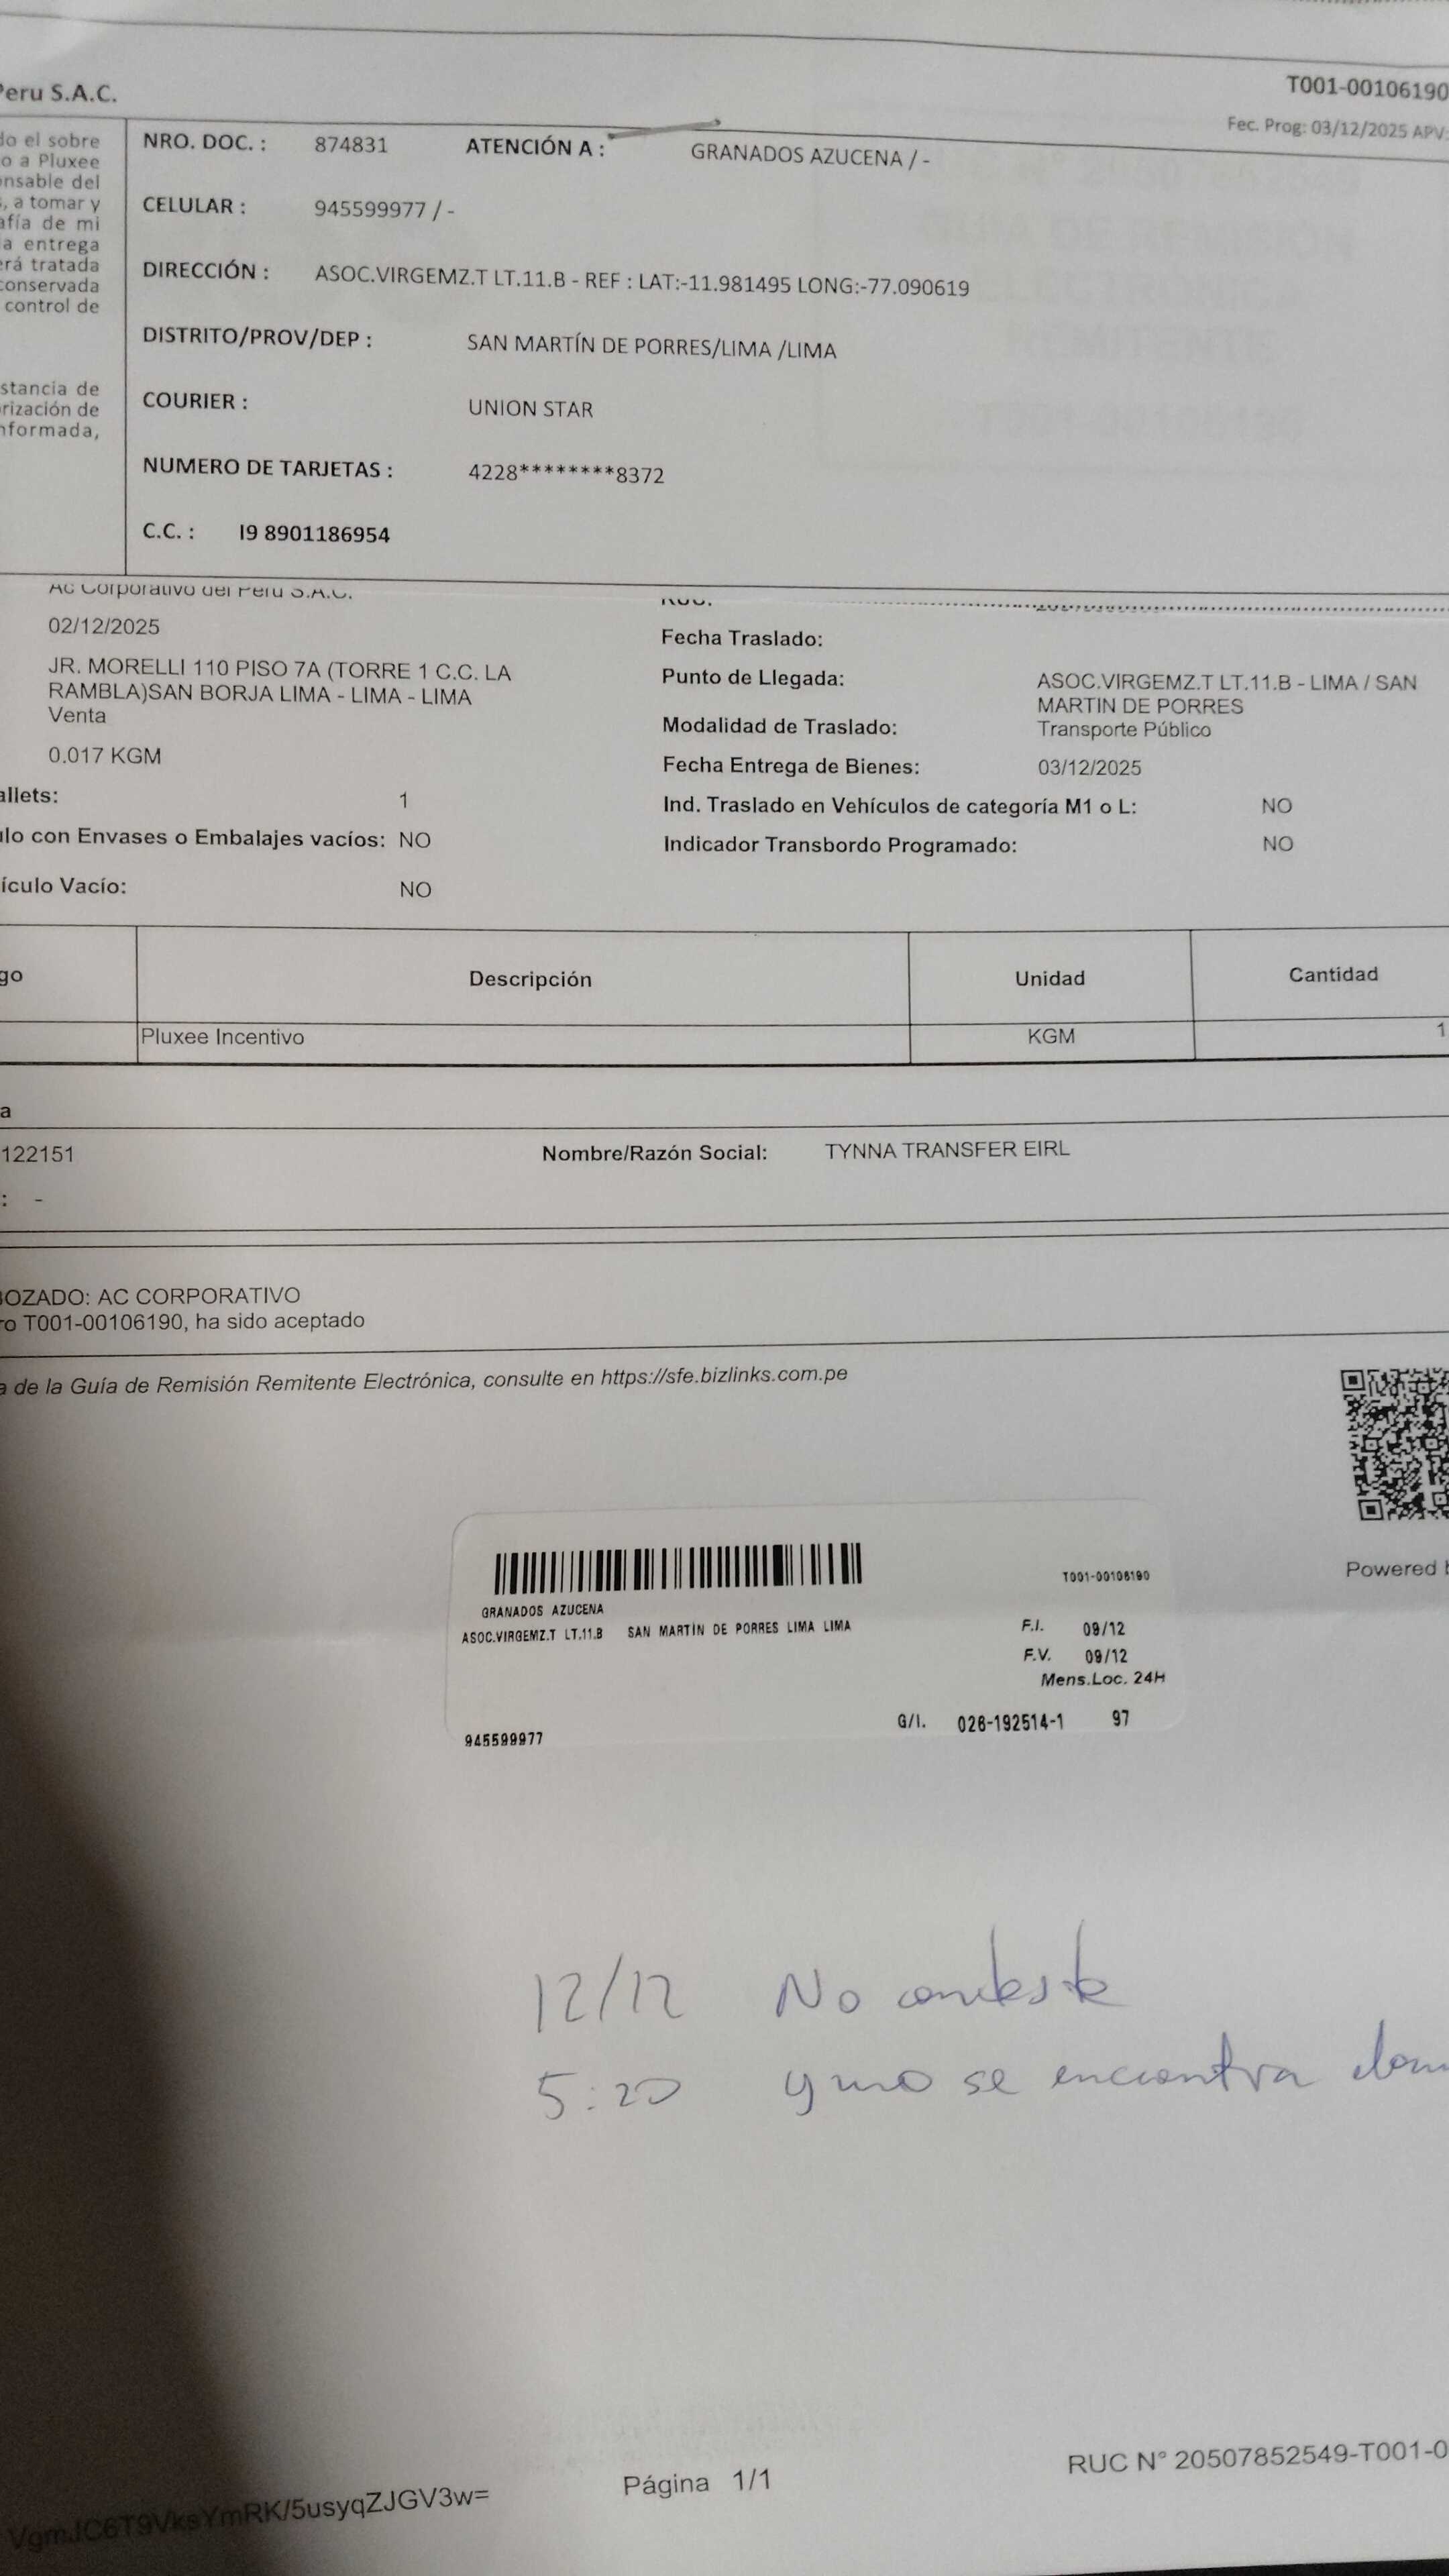 Peru S.A.C.
T001-00106190
Fec. Prog: 03/12/2025 APV:
do el sobre
o a Pluxee
onsable del
, a tomar y
afía de mi
a entrega
erá tratada
conservada
control de
stancia de
rización de
nformada,
NRO. DOC. : 874831 ATENCIÓN A : GRANADOS AZUCENA / -
CELULAR : 945599977 / -
DIRECCIÓN : ASOC.VIRGEMZ.T LT.11.B - REF : LAT:-11.981495 LONG:-77.090619
DISTRITO/PROV/DEP : SAN MARTÍN DE PORRES/LIMA /LIMA
COURIER : UNION STAR
NUMERO DE TARJETAS : 4228********8372
C.C. : I9 8901186954
Ac Corporativo del Peru S.A.C.
02/12/2025
JR. MORELLI 110 PISO 7A (TORRE 1 C.C. LA
RAMBLA)SAN BORJA LIMA - LIMA - LIMA
Venta
0.017 KGM
allets: 1
ulo con Envases o Embalajes vacíos: NO
ículo Vacío: NO
RUC:
Fecha Traslado:
Punto de Llegada: ASOC.VIRGEMZ.T LT.11.B - LIMA / SAN
MARTIN DE PORRES
Modalidad de Traslado: Transporte Público
Fecha Entrega de Bienes: 03/12/2025
Ind. Traslado en Vehículos de categoría M1 o L: NO
Indicador Transbordo Programado: NO
go Descripción Unidad Cantidad
Pluxee Incentivo KGM 1
a
122151 Nombre/Razón Social: TYNNA TRANSFER EIRL
: -
BOZADO: AC CORPORATIVO
ro T001-00106190, ha sido aceptado
a de la Guía de Remisión Remitente Electrónica, consulte en https://sfe.bizlinks.com.pe
Powered b
T001-00106190
GRANADOS AZUCENA
ASOC.VIRGEMZ.T LT.11.B SAN MARTÍN DE PORRES LIMA LIMA
F.I. 09/12
F.V. 09/12
Mens.Loc. 24H
G/I. 026-192514-1 97
945599977
12/12 No contesta
5:20 y no se encontra
RUC N° 20507852549-T001-0
Página 1/1
VgmJC6T9VksYmRK/5usyqZJGV3w=